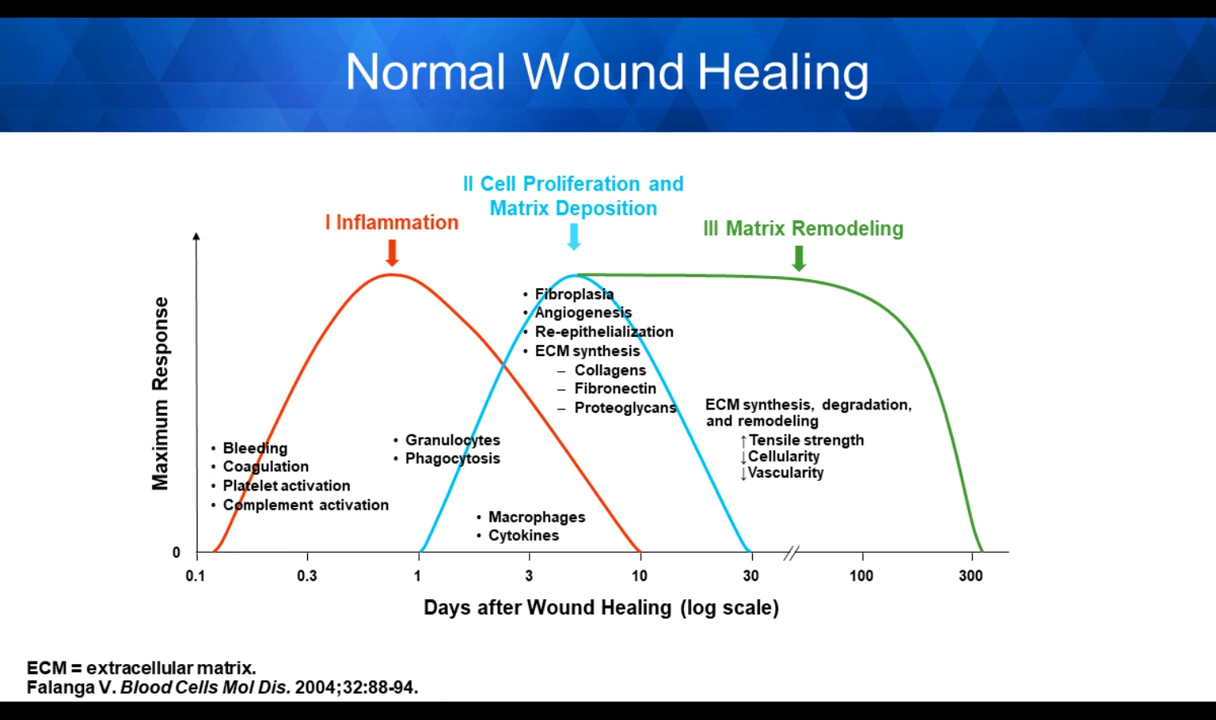 Normal Wound Healing
II Cell Proliferation and
Matrix Deposition
I Inflammation
III Matrix Remodeling
Maximum Response
• Fibroplasia
• Angiogenesis
• Re-epithelialization
• ECM synthesis
– Collagens
– Fibronectin
– Proteoglycans
ECM synthesis, degradation,
and remodeling
↑Tensile strength
↓Cellularity
↓Vascularity
• Granulocytes
• Phagocytosis
• Bleeding
• Coagulation
• Platelet activation
• Complement activation
• Macrophages
• Cytokines
0
0.1 0.3 1 3 10 30 100 300
Days after Wound Healing (log scale)
ECM = extracellular matrix.
Falanga V. Blood Cells Mol Dis. 2004;32:88-94.